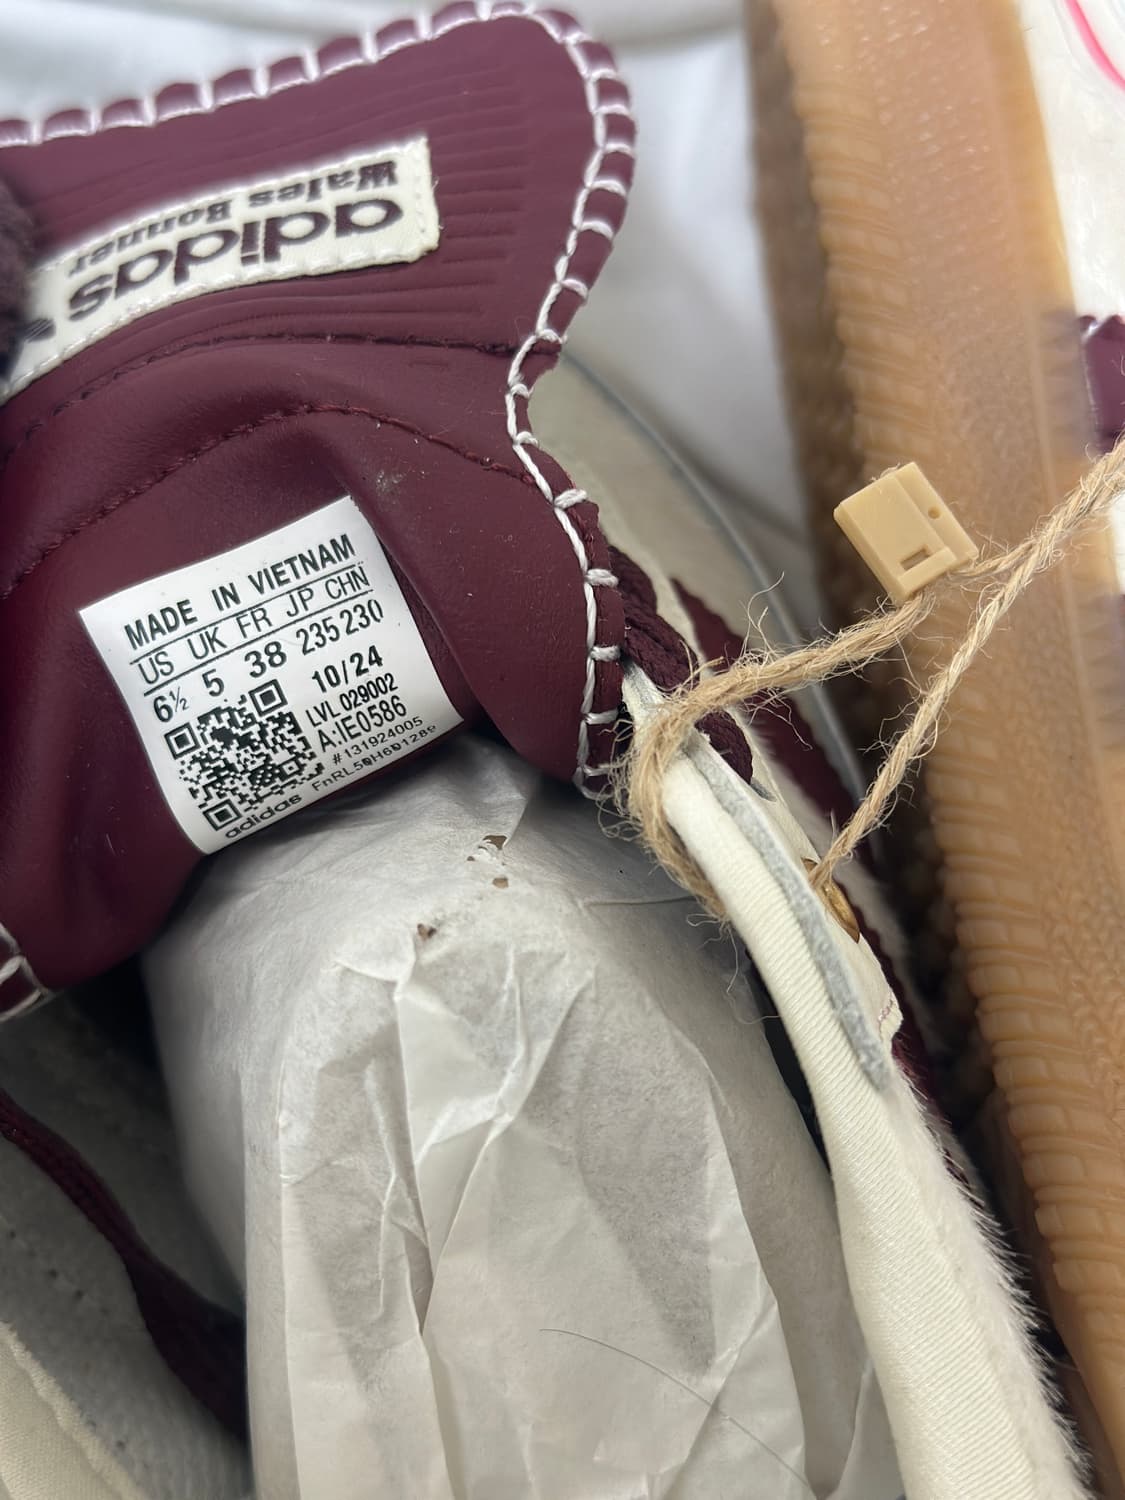 adidas
Wales Bonner
MADE IN VIETNAM
US UK FR JP CHN
6½ 5 38 235 230
10/24
LVL 029002
A:IE0586
#131924005
adidas